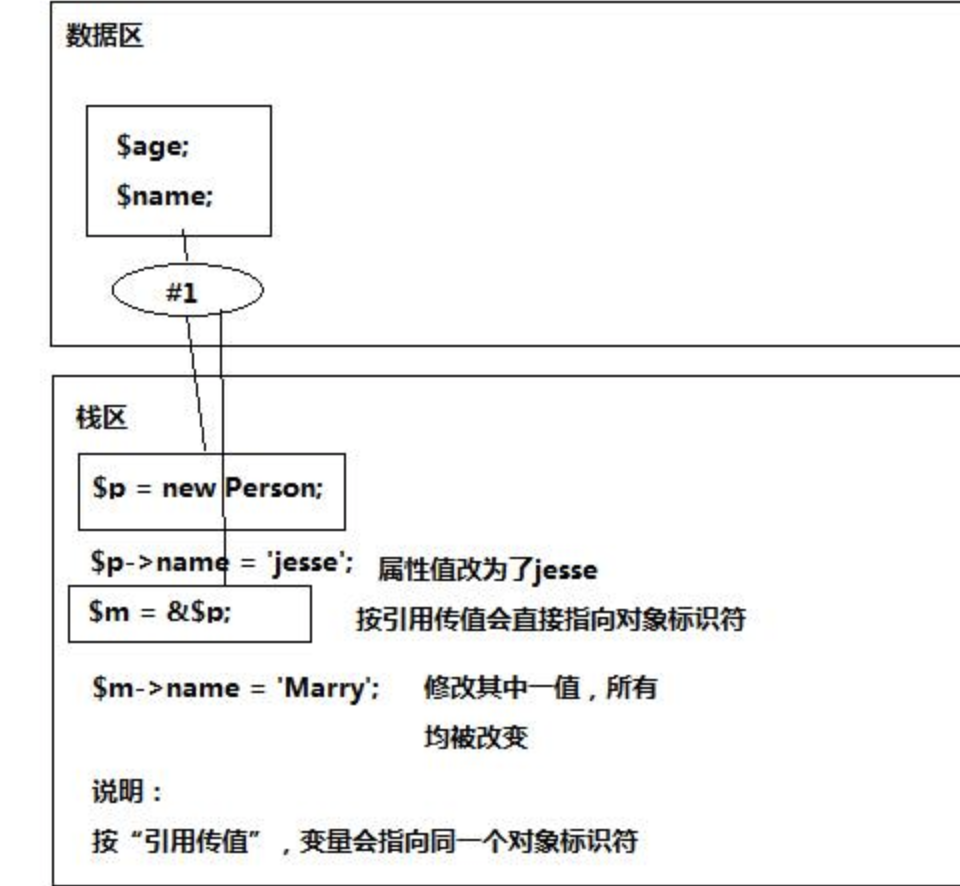 数据区
$age;
$name;
#1
栈区
$p = new Person;
$p->name = 'jesse'; 属性值改为了jesse
$m = &$p;
按引用传值会直接指向对象标识符
$m->name = 'Marry'; 修改其中一值，所有
均被改变
说明：
按“引用传值”，变量会指向同一个对象标识符